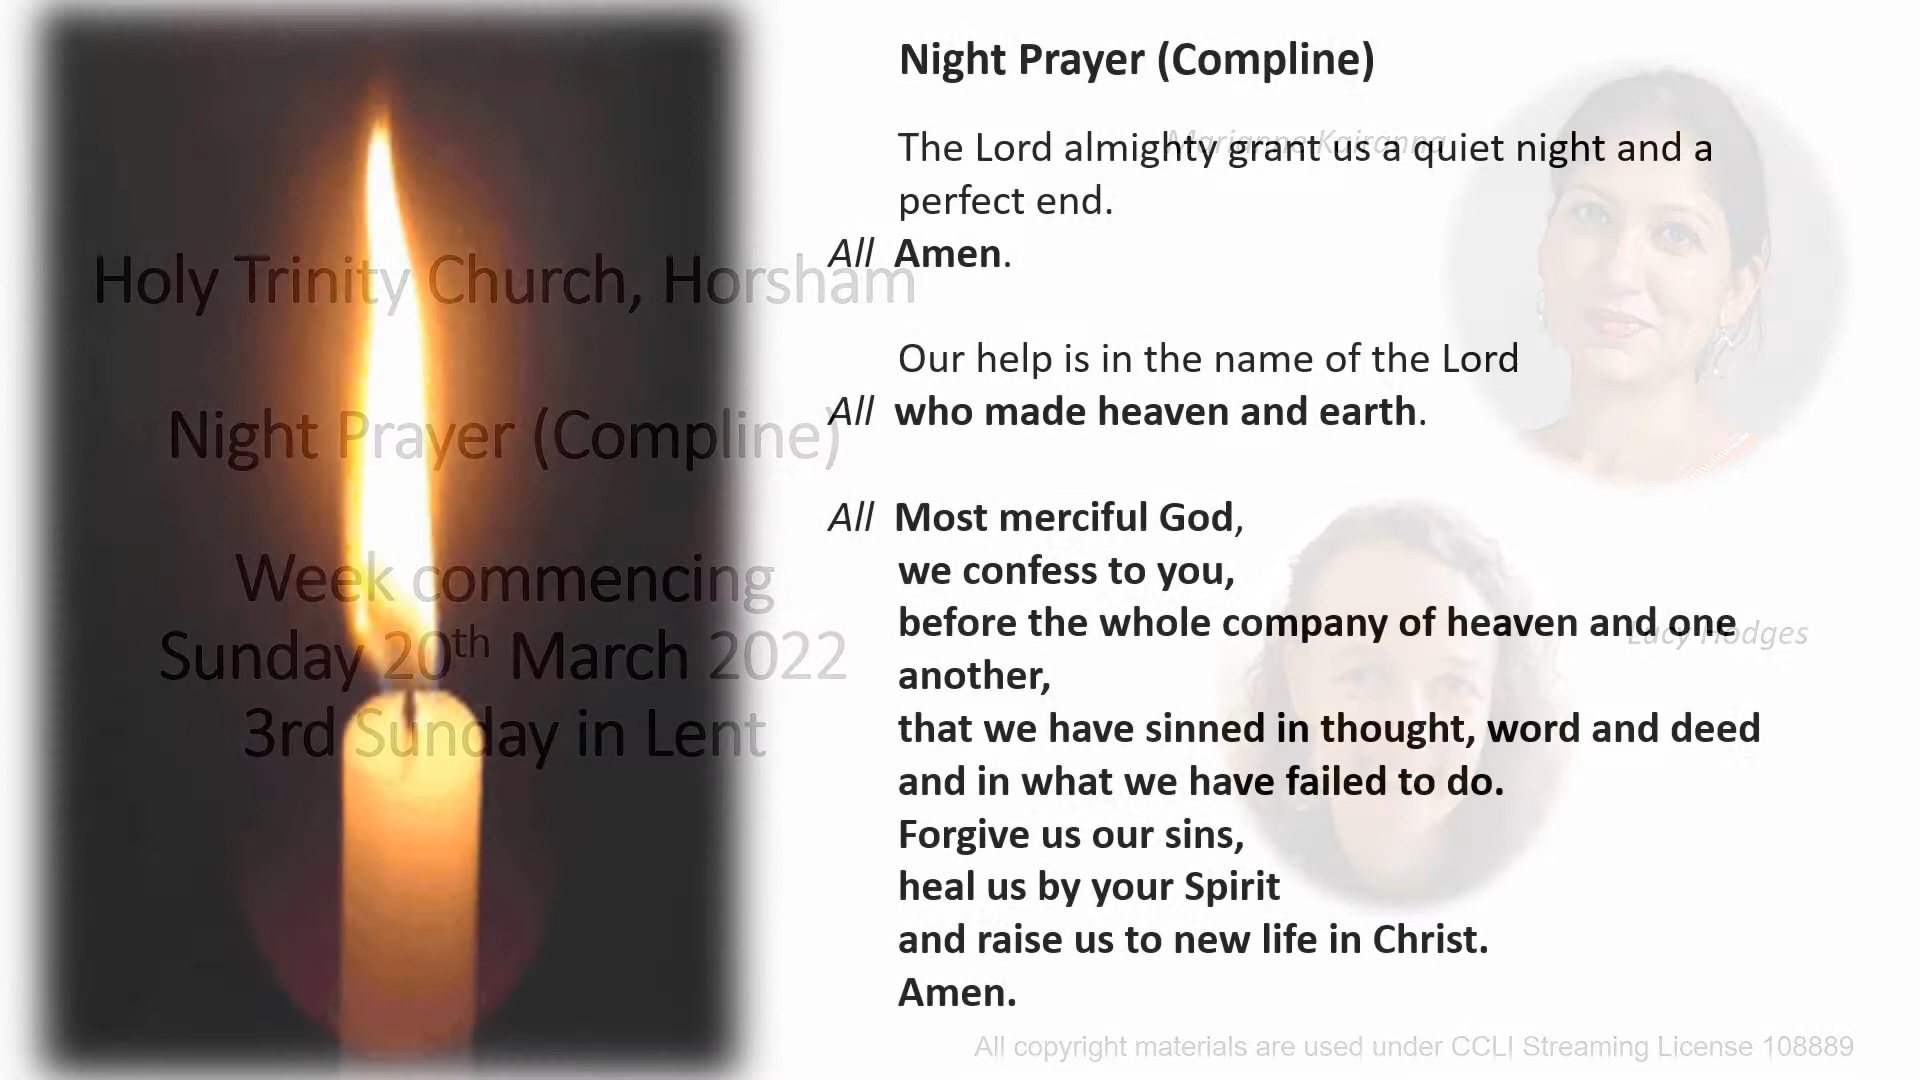 Night Prayer (Compline)
Marianne Kairanna
The Lord almighty grant us a quiet night and a
perfect end.
All Amen.
Our help is in the name of the Lord
All who made heaven and earth.
All Most merciful God,
we confess to you,
before the whole company of heaven and one
another,
that we have sinned in thought, word and deed
and in what we have failed to do.
Forgive us our sins,
heal us by your Spirit
and raise us to new life in Christ.
Amen.
Lucy Hodges
Holy Trinity Church, Horsham
Night Prayer (Compline)
Week commencing
Sunday 20th March 2022
3rd Sunday in Lent
All copyright materials are used under CCLI Streaming License 108889